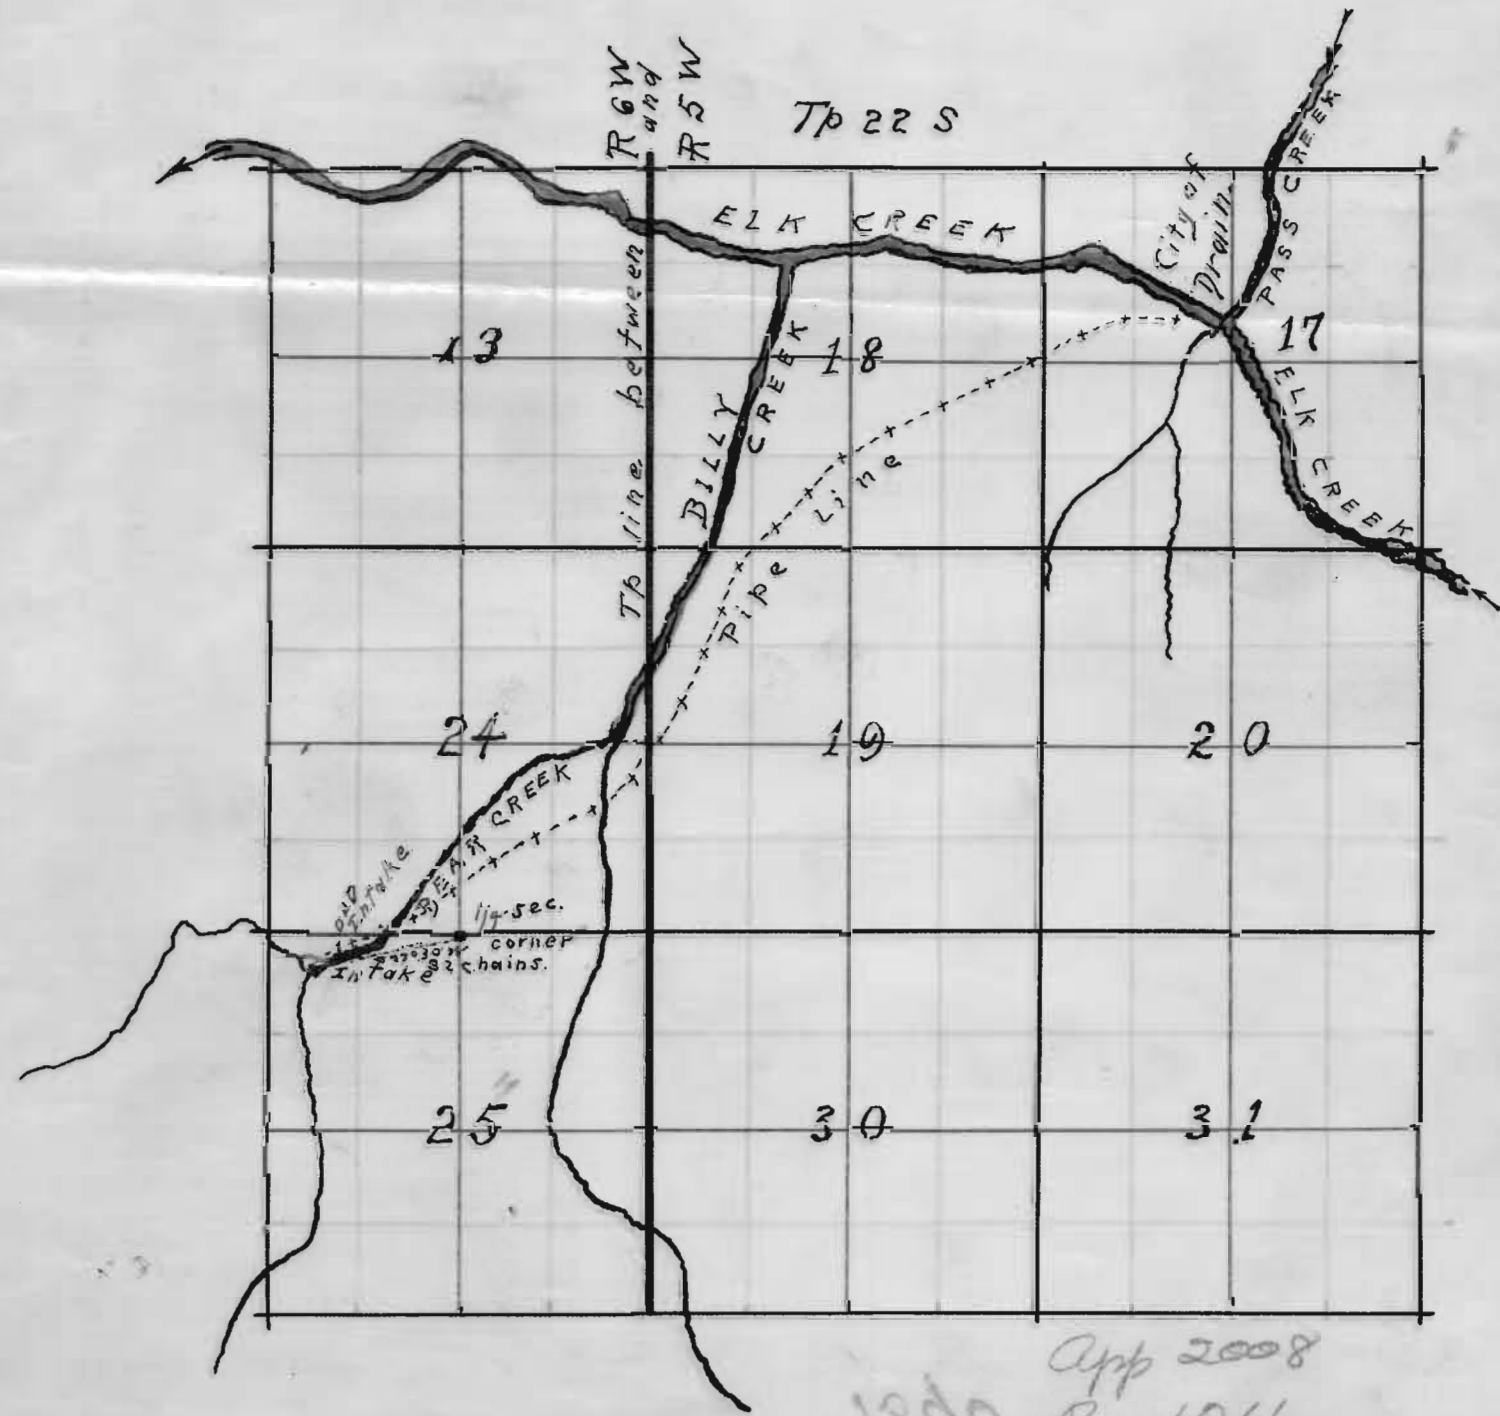 R 6 W
and
R 5 W
Tp 22 S
Tp line between
ELK CREEK
City of
Drain
PASS CREEK
13
18
17
BILLY
CREEK
ELK CREEK
Pipe Line
24
19
20
BEAR CREEK
OLD
Intake
1/4 sec.
corner
Intake
82 chains.
25
30
31
App 2008